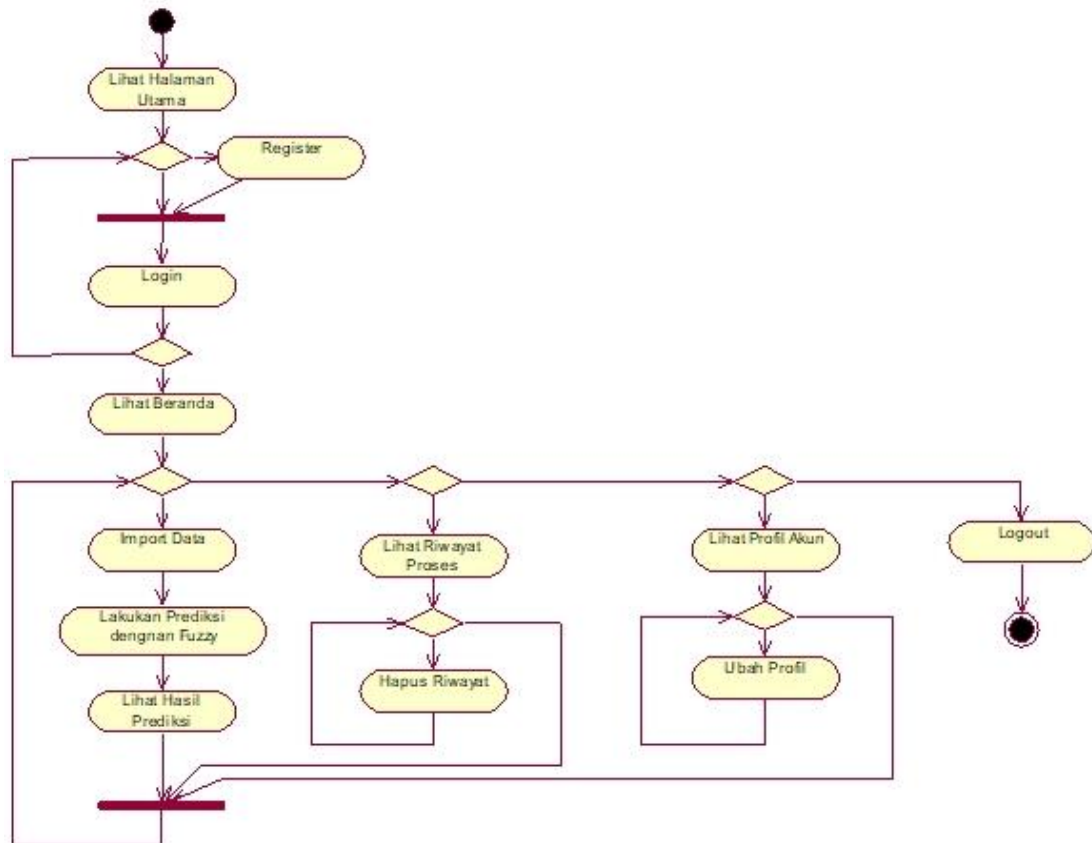 Lihat Halaman
Utama
Register
Login
Lihat Beranda
Import Data
Lihat Riwayat
Proses
Lihat Profil Akun
Logout
Lakukan Prediksi
dengnan Fuzzy
Hapus Riwayat
Ubah Profil
Lihat Hasil
Prediksi